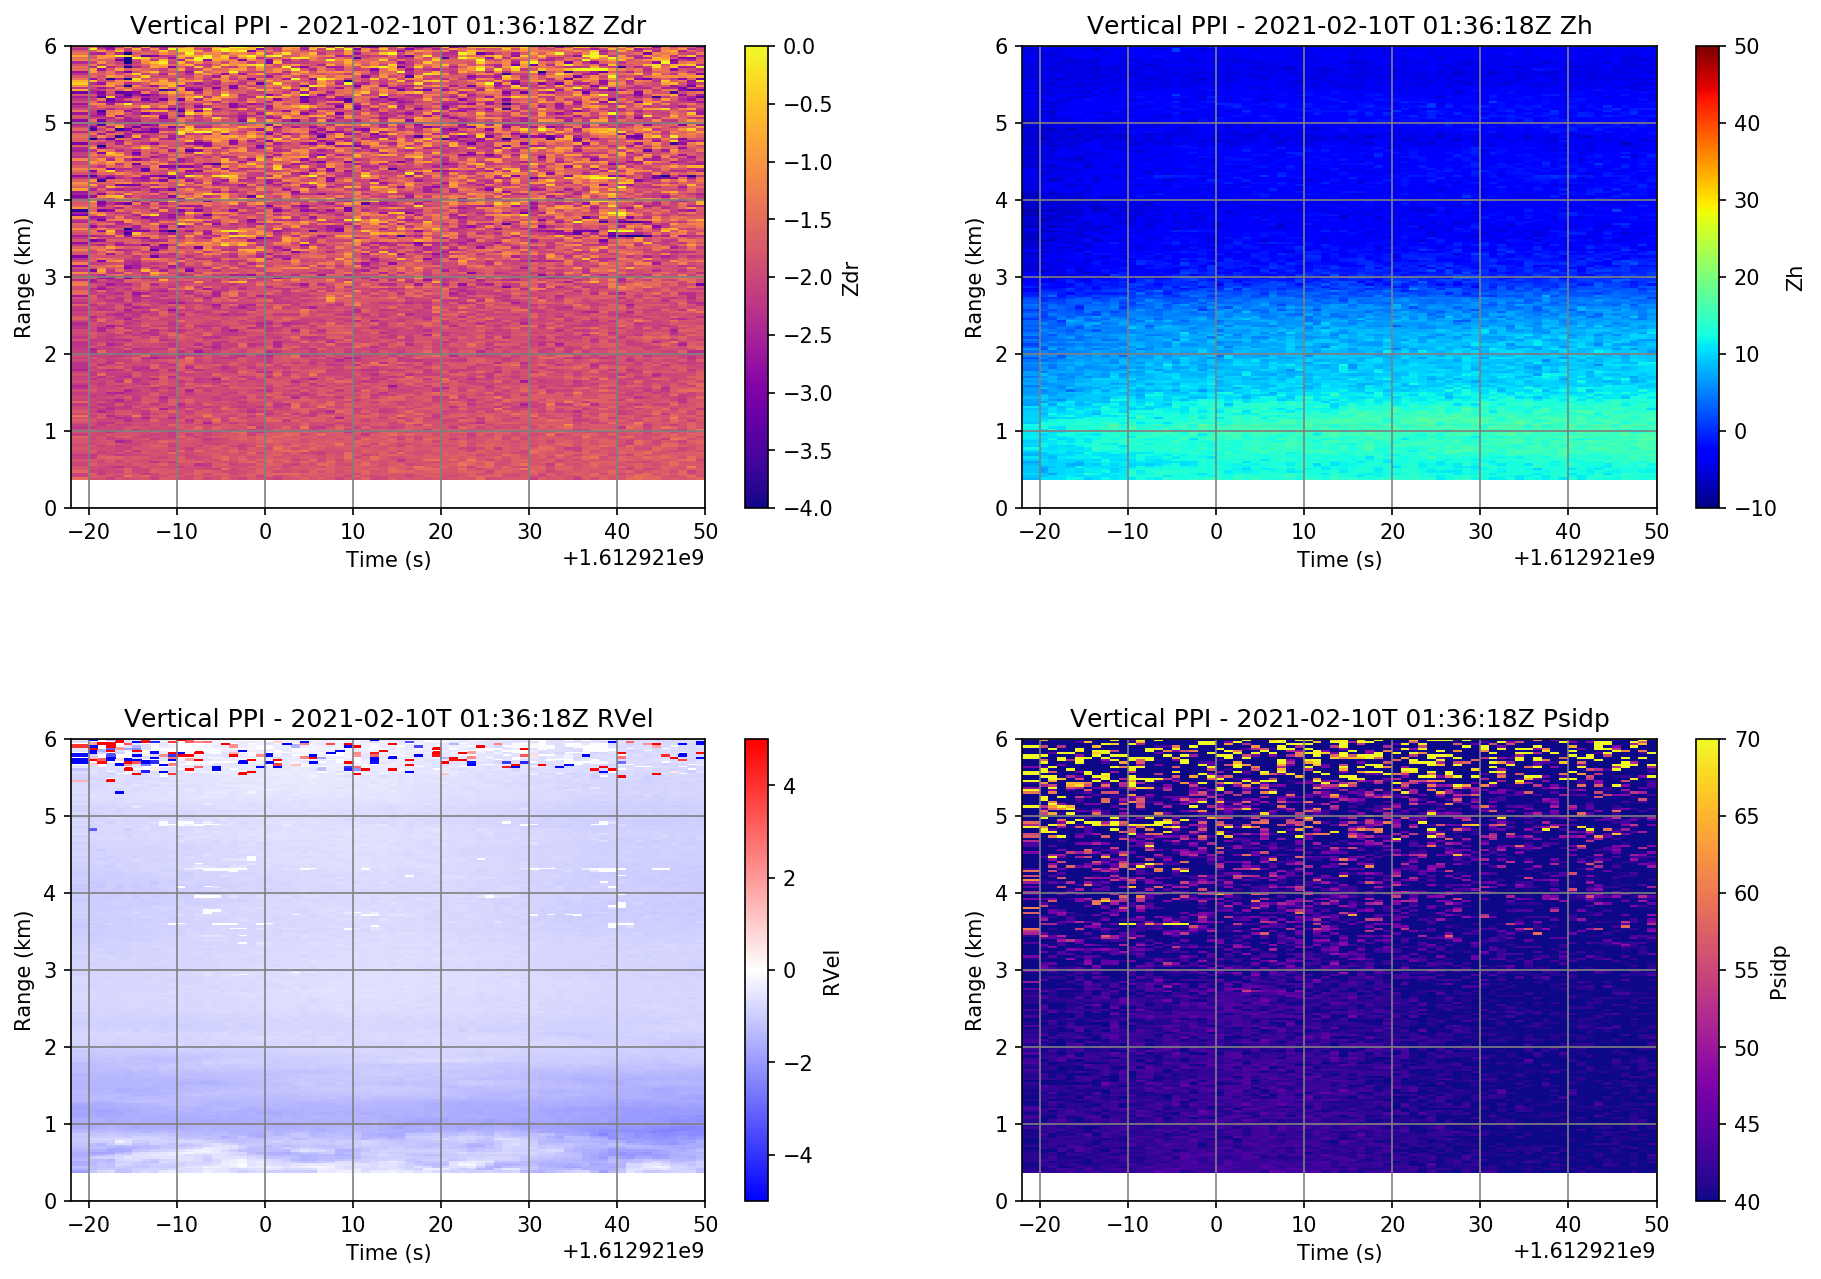 Vertical PPI - 2021-02-10T 01:36:18Z Zdr
6
5
4
3
2
1
0
Range (km)
−20 −10 0 10 20 30 40 50
Time (s)
+1.612921e9
0.0
−0.5
−1.0
−1.5
−2.0
−2.5
−3.0
−3.5
−4.0
Zdr
Vertical PPI - 2021-02-10T 01:36:18Z Zh
6
5
4
3
2
1
0
Range (km)
−20 −10 0 10 20 30 40 50
Time (s)
+1.612921e9
50
40
30
20
10
0
−10
Zh
Vertical PPI - 2021-02-10T 01:36:18Z RVel
6
5
4
3
2
1
0
Range (km)
−20 −10 0 10 20 30 40 50
Time (s)
+1.612921e9
4
2
0
−2
−4
RVel
Vertical PPI - 2021-02-10T 01:36:18Z Psidp
6
5
4
3
2
1
0
Range (km)
−20 −10 0 10 20 30 40 50
Time (s)
+1.612921e9
70
65
60
55
50
45
40
Psidp